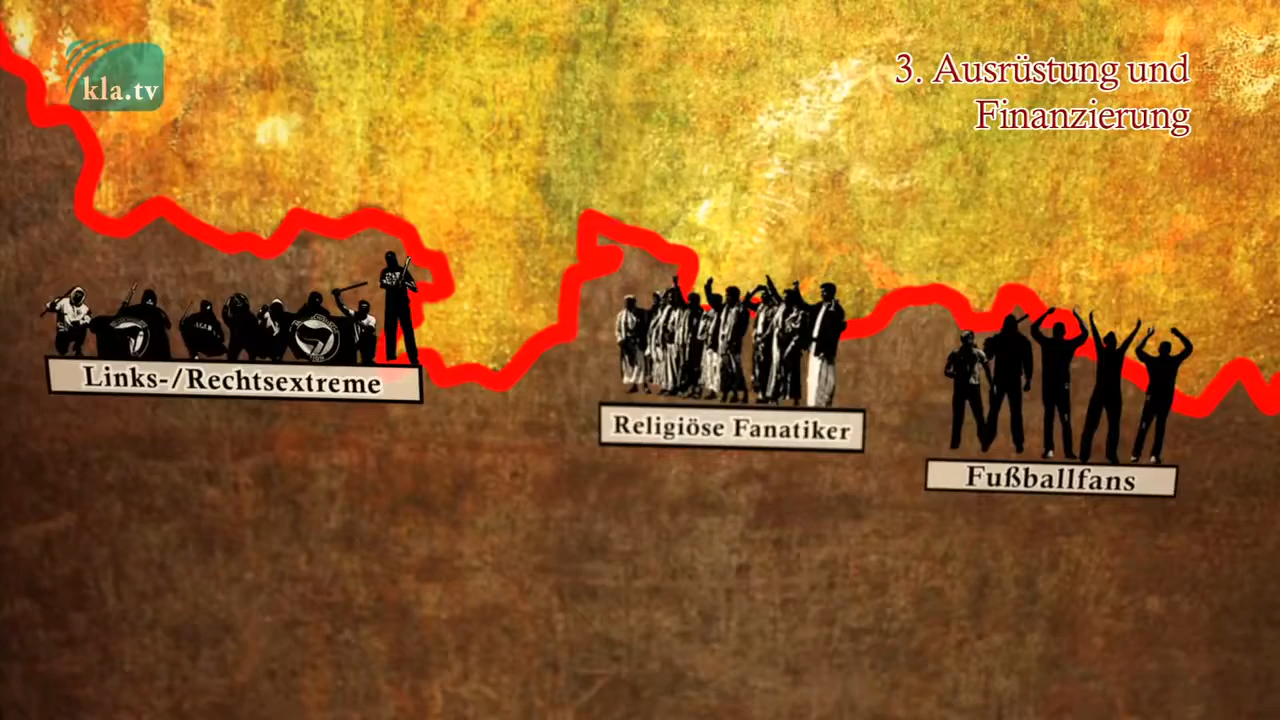 kla.tv
3. Ausrüstung und
Finanzierung
Links-/Rechtsextreme
Religiöse Fanatiker
Fußballfans